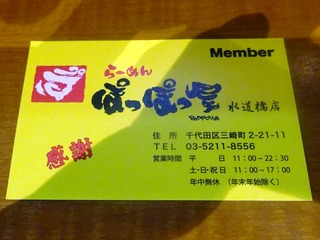 Member
らーめん
ぽっぽっ屋 水道橋店
POPPOYA
住 所 千代田区三崎町2-21-11
TEL 03-5211-8556
営業時間 平 日 11:00~22:30
土・日・祝日 11:00~17:00
年中無休 (年末年始除く)